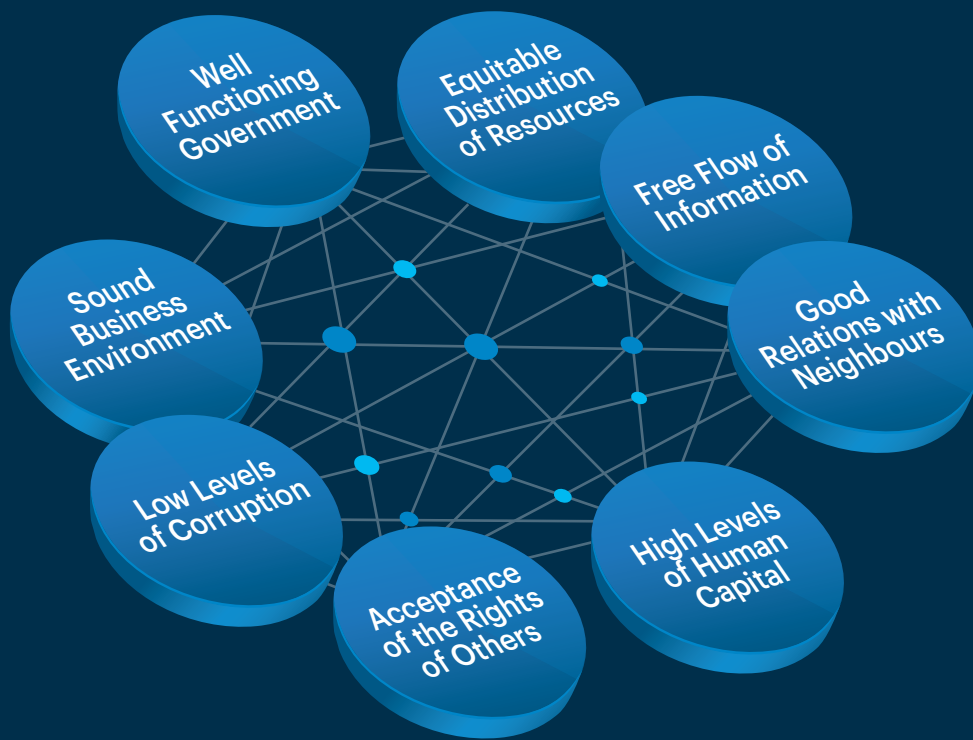 Well
Functioning
Government
Equitable
Distribution
of Resources
Free Flow of
Information
Good
Relations with
Neighbours
High Levels
of Human
Capital
Acceptance
of the Rights
of Others
Low Levels
of Corruption
Sound
Business
Environment